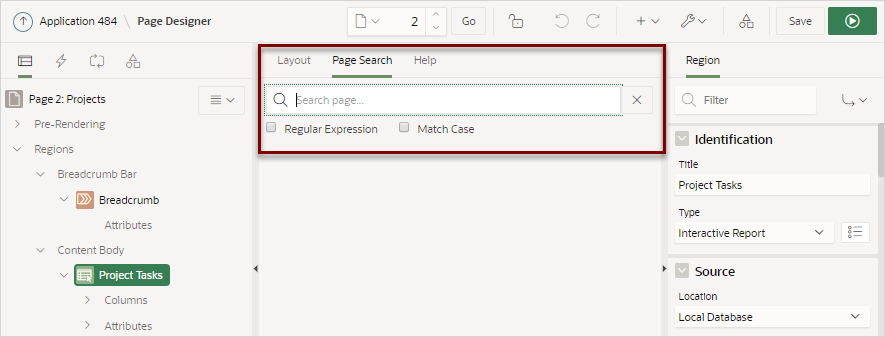 Application 484 \ Page Designer
2
Go
Save
Page 2: Projects
Pre-Rendering
Regions
Breadcrumb Bar
Breadcrumb
Attributes
Content Body
Project Tasks
Columns
Attributes
Layout
Page Search
Help
Search page...
Regular Expression
Match Case
Region
Filter
Identification
Title
Project Tasks
Type
Interactive Report
Source
Location
Local Database